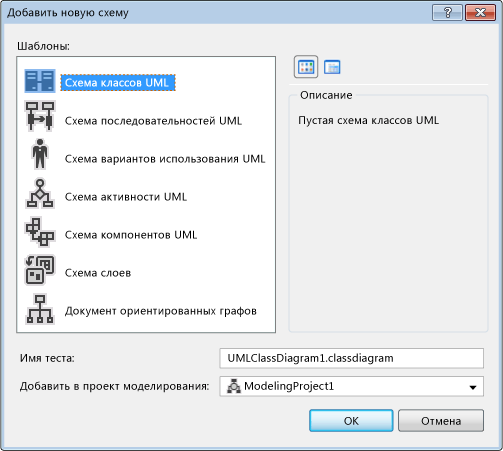 Добавить новую схему
Шаблоны:
Схема классов UML
Схема последовательностей UML
Схема вариантов использования UML
Схема активности UML
Схема компонентов UML
Схема слоев
Документ ориентированных графов
Описание
Пустая схема классов UML
Имя теста:
UMLClassDiagram1.classdiagram
Добавить в проект моделирования:
ModelingProject1
OK
Отмена